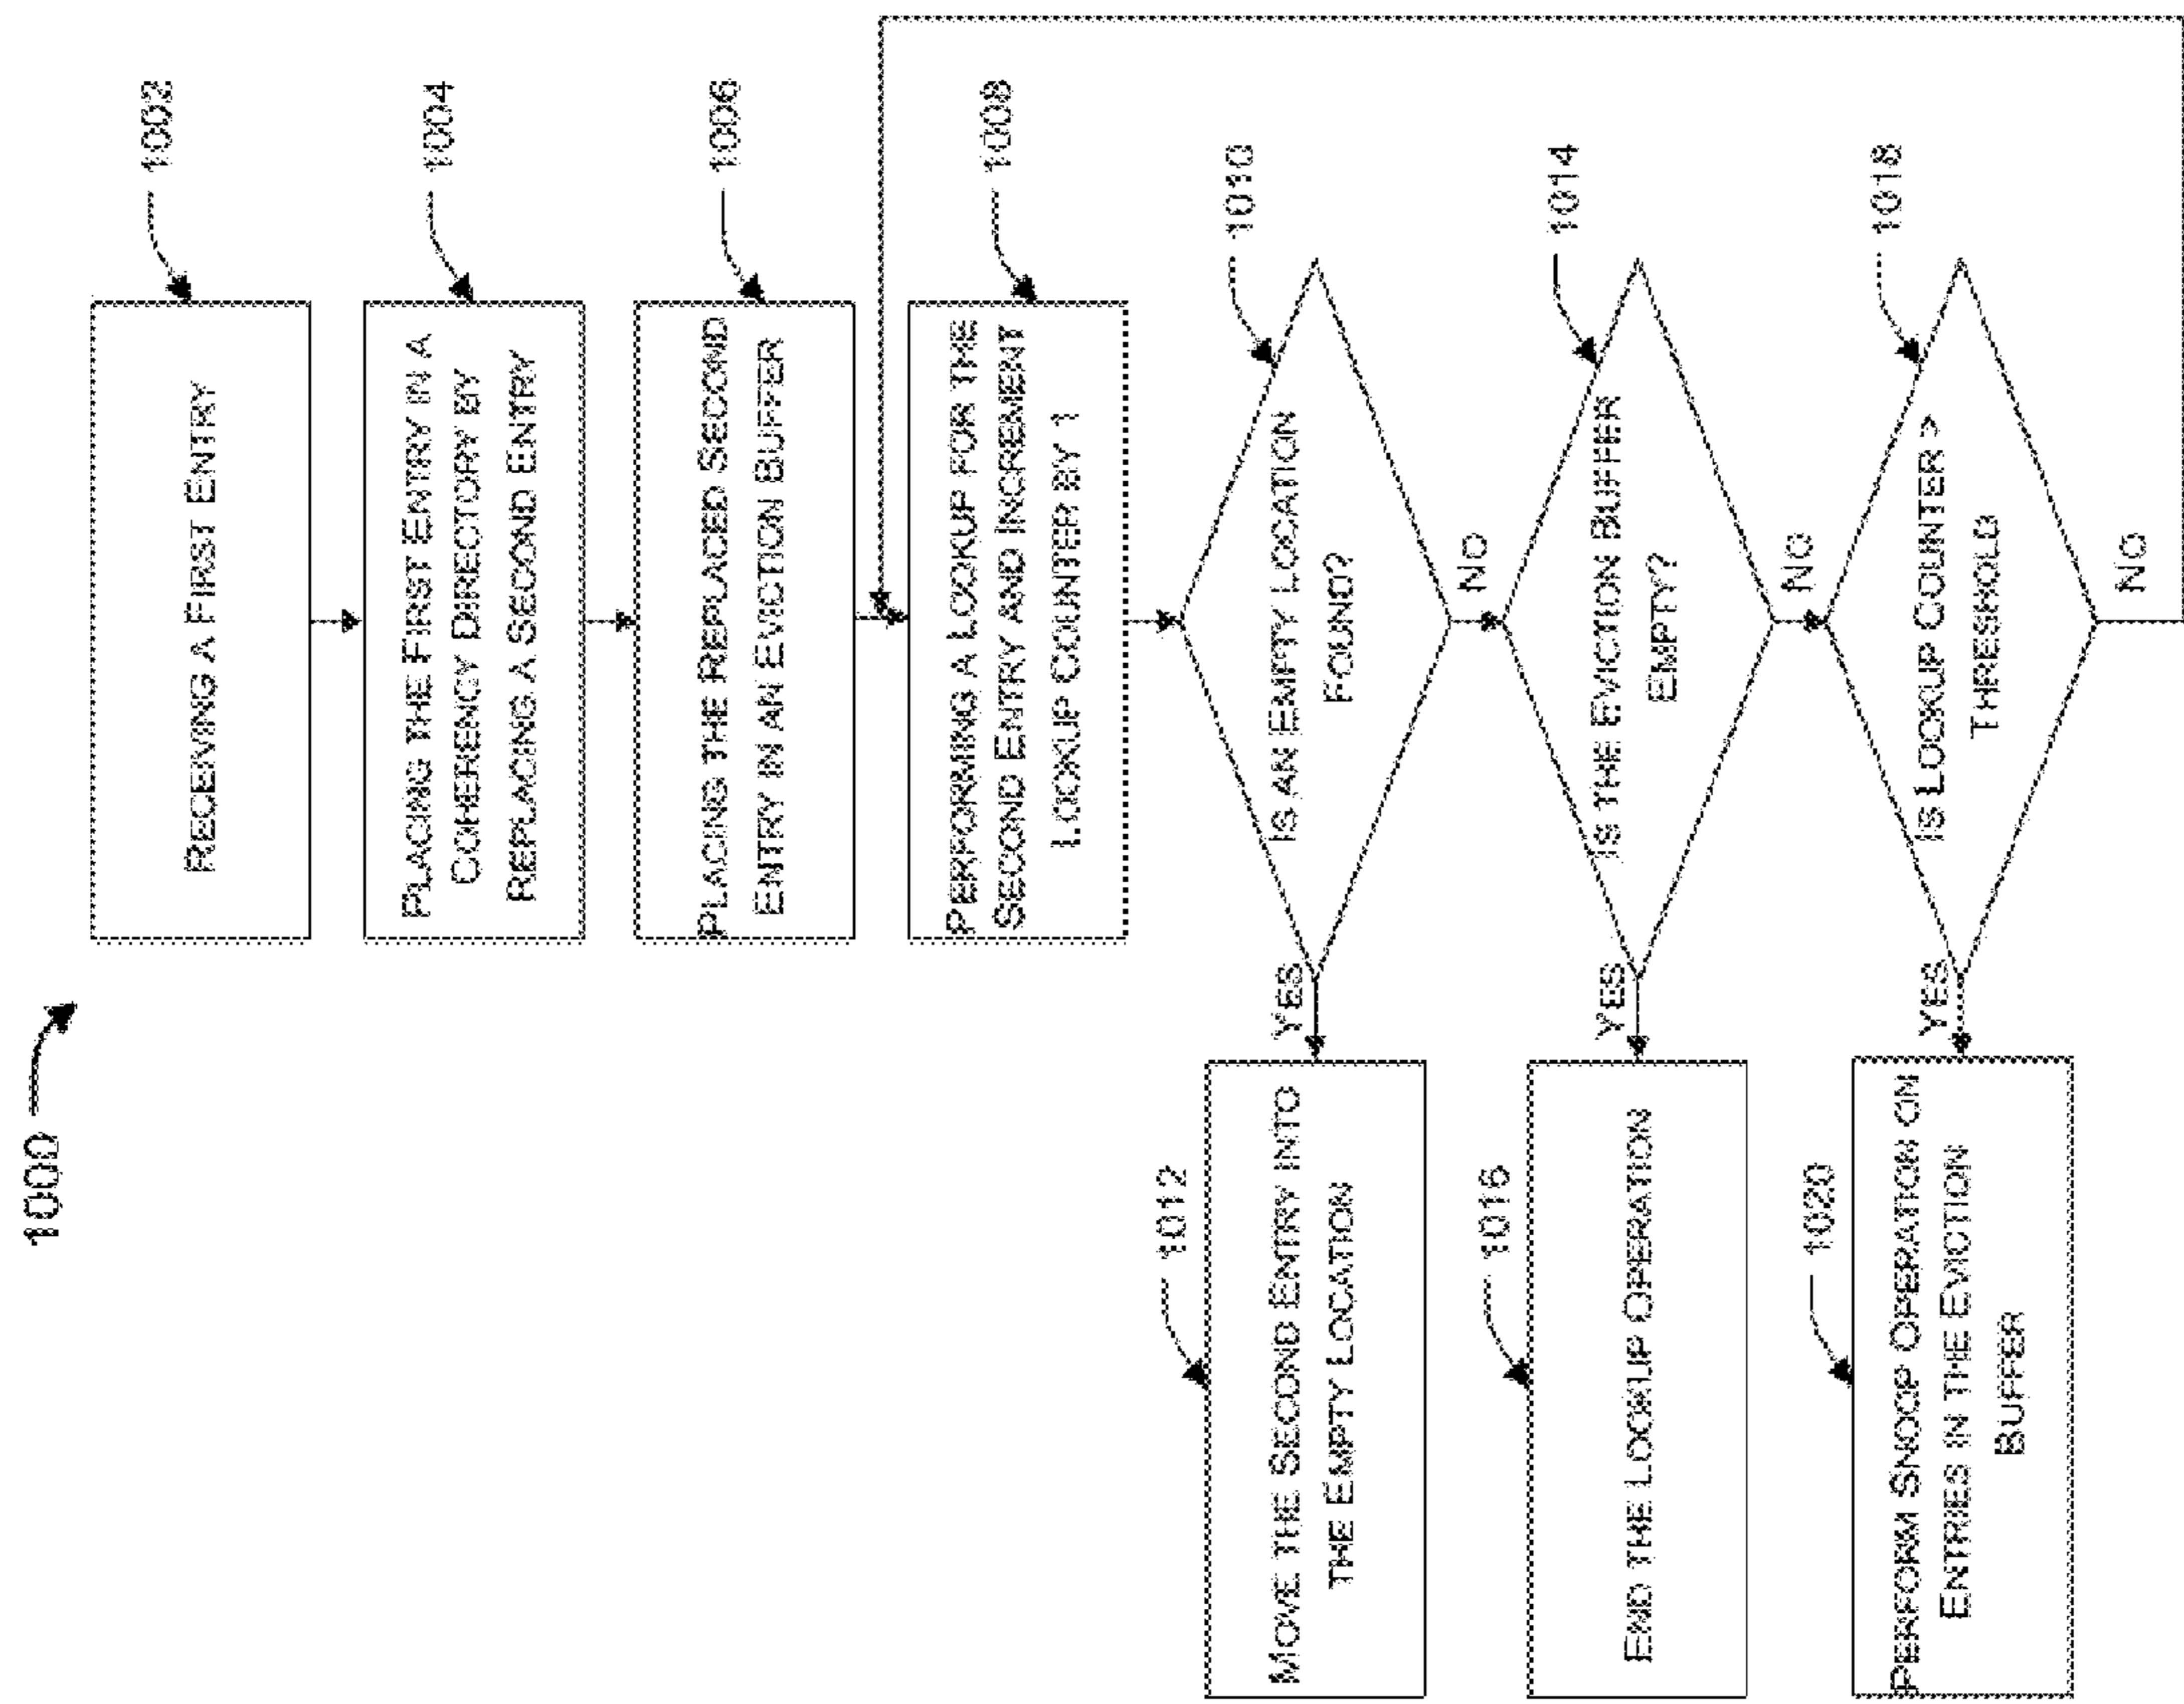 1000
RECEIVING A FIRST ENTRY
1002
PLACING THE FIRST ENTRY IN A
COHERENCY DIRECTORY BY
REPLACING A SECOND ENTRY
1004
PLACING THE REPLACED SECOND
ENTRY IN AN EVICTION BUFFER
1006
PERFORMING A LOOKUP FOR THE
SECOND ENTRY AND INCREMENT
LOOKUP COUNTER BY 1
1008
IS AN EMPTY LOCATION
FOUND?
1010
YES
NO
MOVE THE SECOND ENTRY INTO
THE EMPTY LOCATION
1012
IS THE EVICTION BUFFER
EMPTY?
1014
YES
NO
END THE LOOKUP OPERATION
1016
IS LOOKUP COUNTER >
THRESHOLD
1018
YES
NO
PERFORM SNOOP OPERATION ON
ENTRIES IN THE EVICTION
BUFFER
1020